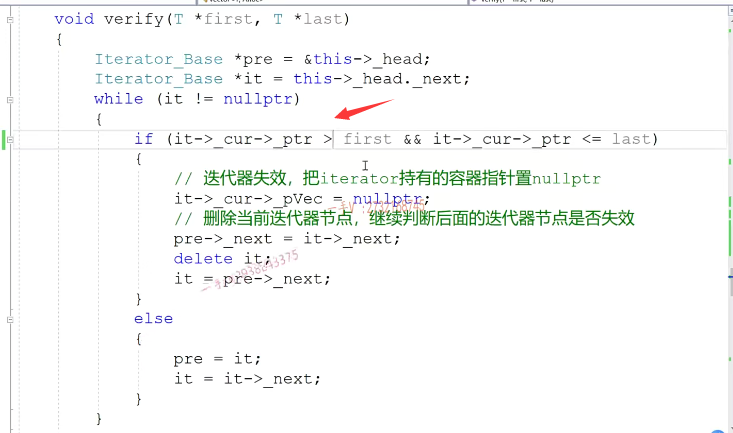 void verify(T *first, T *last)
{
Iterator_Base *pre = &this->_head;
Iterator_Base *it = this->_head._next;
while (it != nullptr)
{
if (it->_cur->_ptr > first && it->_cur->_ptr <= last)
{
// 迭代器失效，把iterator持有的容器指针置nullptr
it->_cur->_pVec = nullptr;
// 删除当前迭代器节点，继续判断后面的迭代器节点是否失效
pre->_next = it->_next;
delete it;
it = pre->_next;
}
else
{
pre = it;
it = it->_next;
}
}